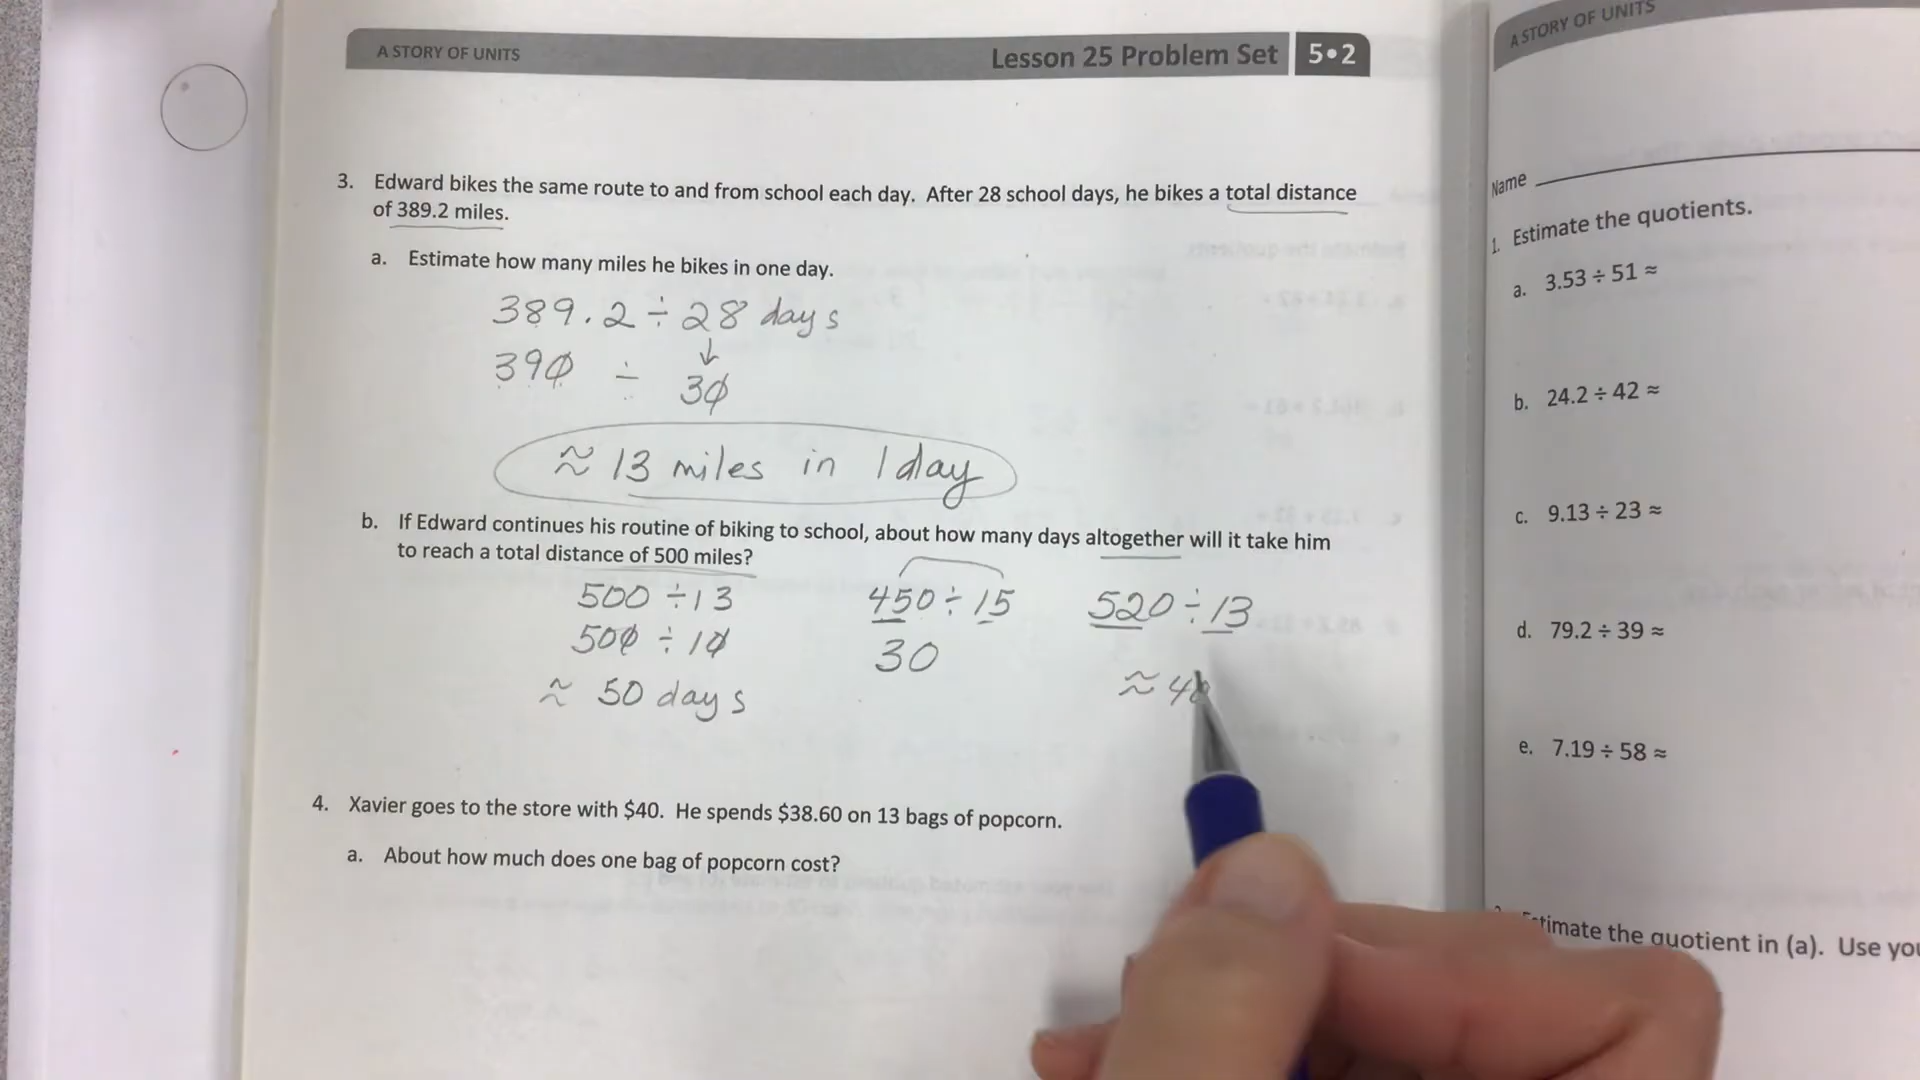 A STORY OF UNITS
Lesson 25 Problem Set 5•2
3. Edward bikes the same route to and from school each day. After 28 school days, he bikes a total distance
of 389.2 miles.
a. Estimate how many miles he bikes in one day.
389.2 ÷ 28 days
390 ÷ 30
≈ 13 miles in 1 day
b. If Edward continues his routine of biking to school, about how many days altogether will it take him
to reach a total distance of 500 miles?
500 ÷ 13
500 ÷ 10
≈ 50 days
450 ÷ 15
30
520 ÷ 13
≈ 40
4. Xavier goes to the store with $40. He spends $38.60 on 13 bags of popcorn.
a. About how much does one bag of popcorn cost?
A STORY OF UNITS
Name
1. Estimate the quotients.
a. 3.53 ÷ 51 ≈
b. 24.2 ÷ 42 ≈
c. 9.13 ÷ 23 ≈
d. 79.2 ÷ 39 ≈
e. 7.19 ÷ 58 ≈
the quotient in (a). Use